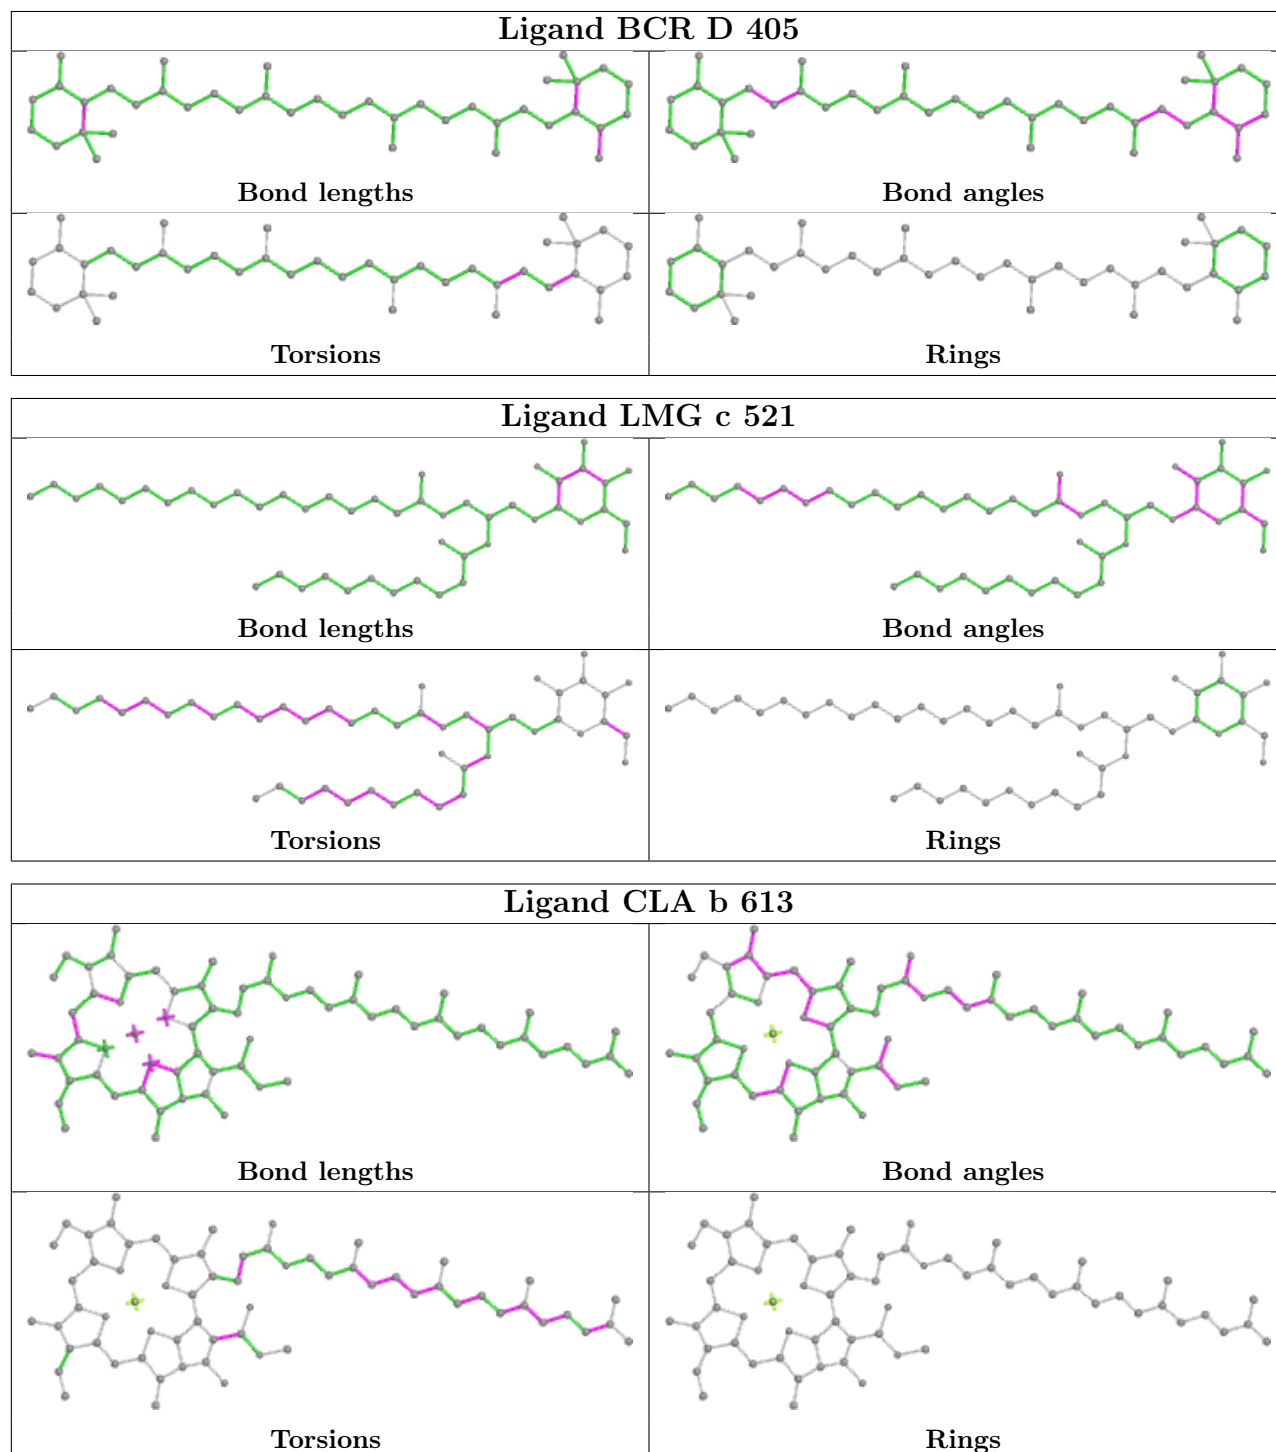 Ligand BCR D 405
Bond lengths
Bond angles
Torsions
Rings
Ligand LMG c 521
Bond lengths
Bond angles
Torsions
Rings
Ligand CLA b 613
Bond lengths
Bond angles
Torsions
Rings